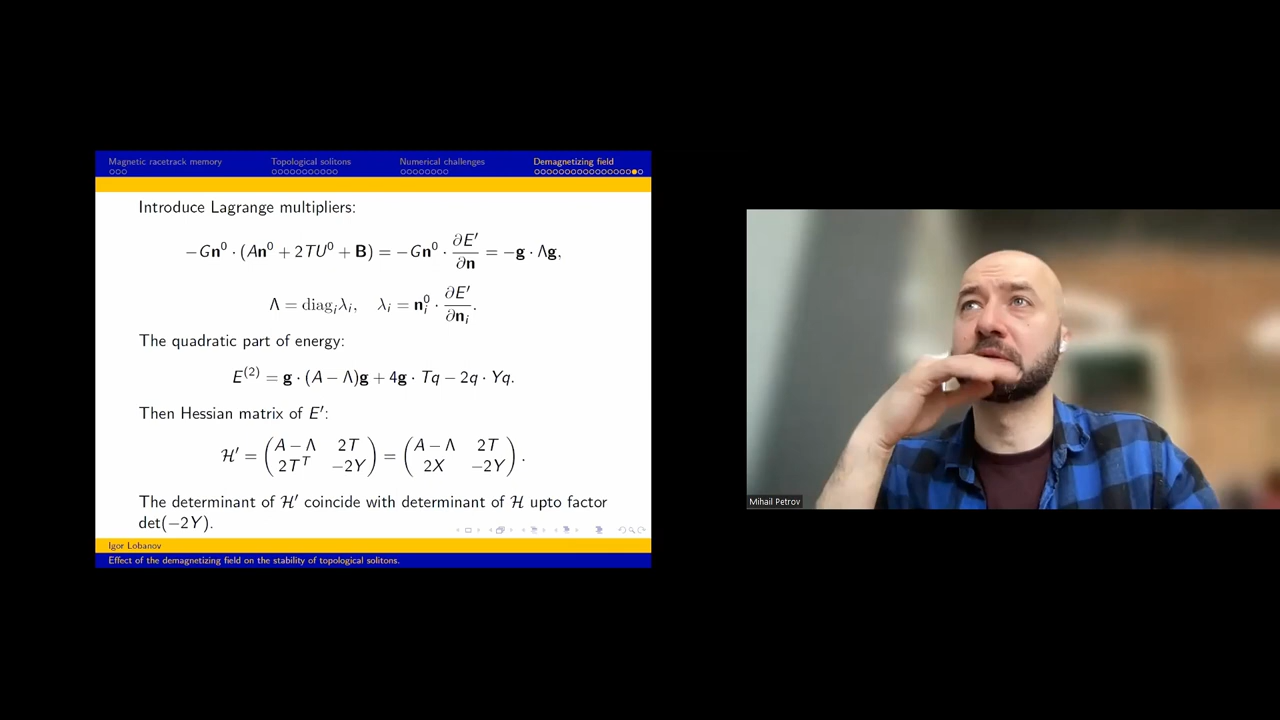 Magnetic racetrack memory Topological solitons Numerical challenges Demagnetizing field
Introduce Lagrange multipliers:
−Gn⁰ · (An⁰ + 2TU⁰ + B) = −Gn⁰ · ∂E′/∂n = −g · Λg,
Λ = diagᵢλᵢ, λᵢ = nᵢ⁰ · ∂E′/∂nᵢ.
The quadratic part of energy:
E⁽²⁾ = g · (A − Λ)g + 4g · Tq − 2q · Yq.
Then Hessian matrix of E′:
ℋ′ = (A − Λ 2T
2Tᵀ −2Y) = (A − Λ 2T
2X −2Y).
The determinant of ℋ′ coincide with determinant of ℋ upto factor
det(−2Y).
Igor Lobanov
Effect of the demagnetizing field on the stability of topological solitons.
Mihail Petrov